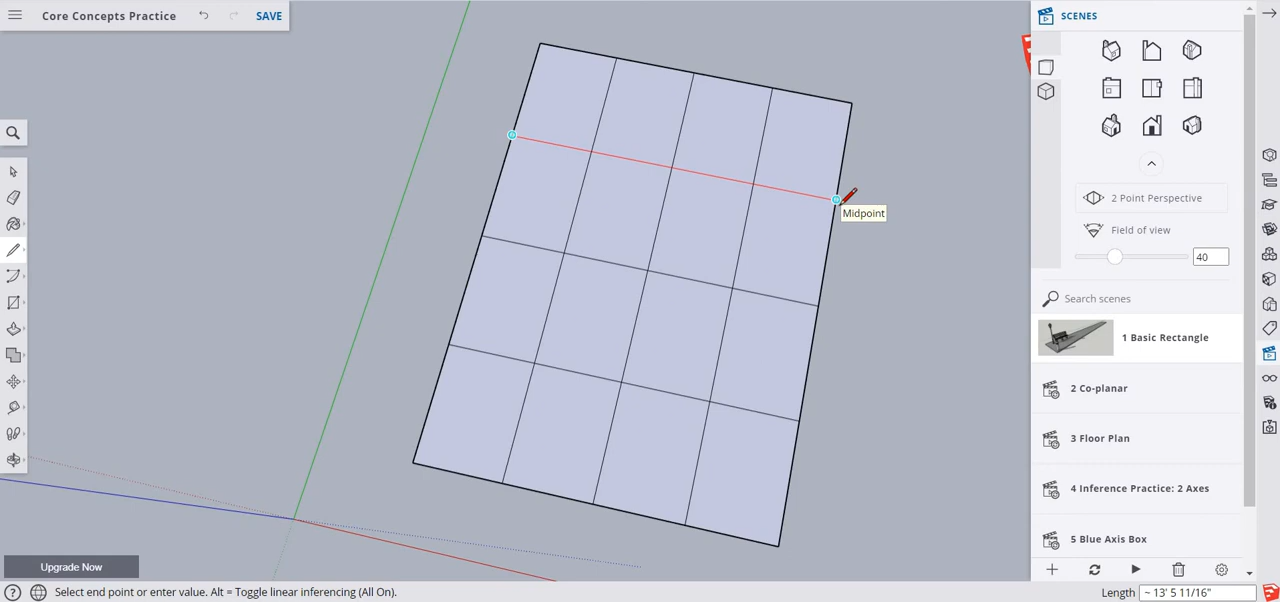 Core Concepts Practice
SAVE
SCENES
2 Point Perspective
Field of view
40
Search scenes
1 Basic Rectangle
2 Co-planar
3 Floor Plan
4 Inference Practice: 2 Axes
5 Blue Axis Box
Midpoint
Upgrade Now
Select end point or enter value. Alt = Toggle linear inferencing (All On).
Length
~ 13' 5 11/16"